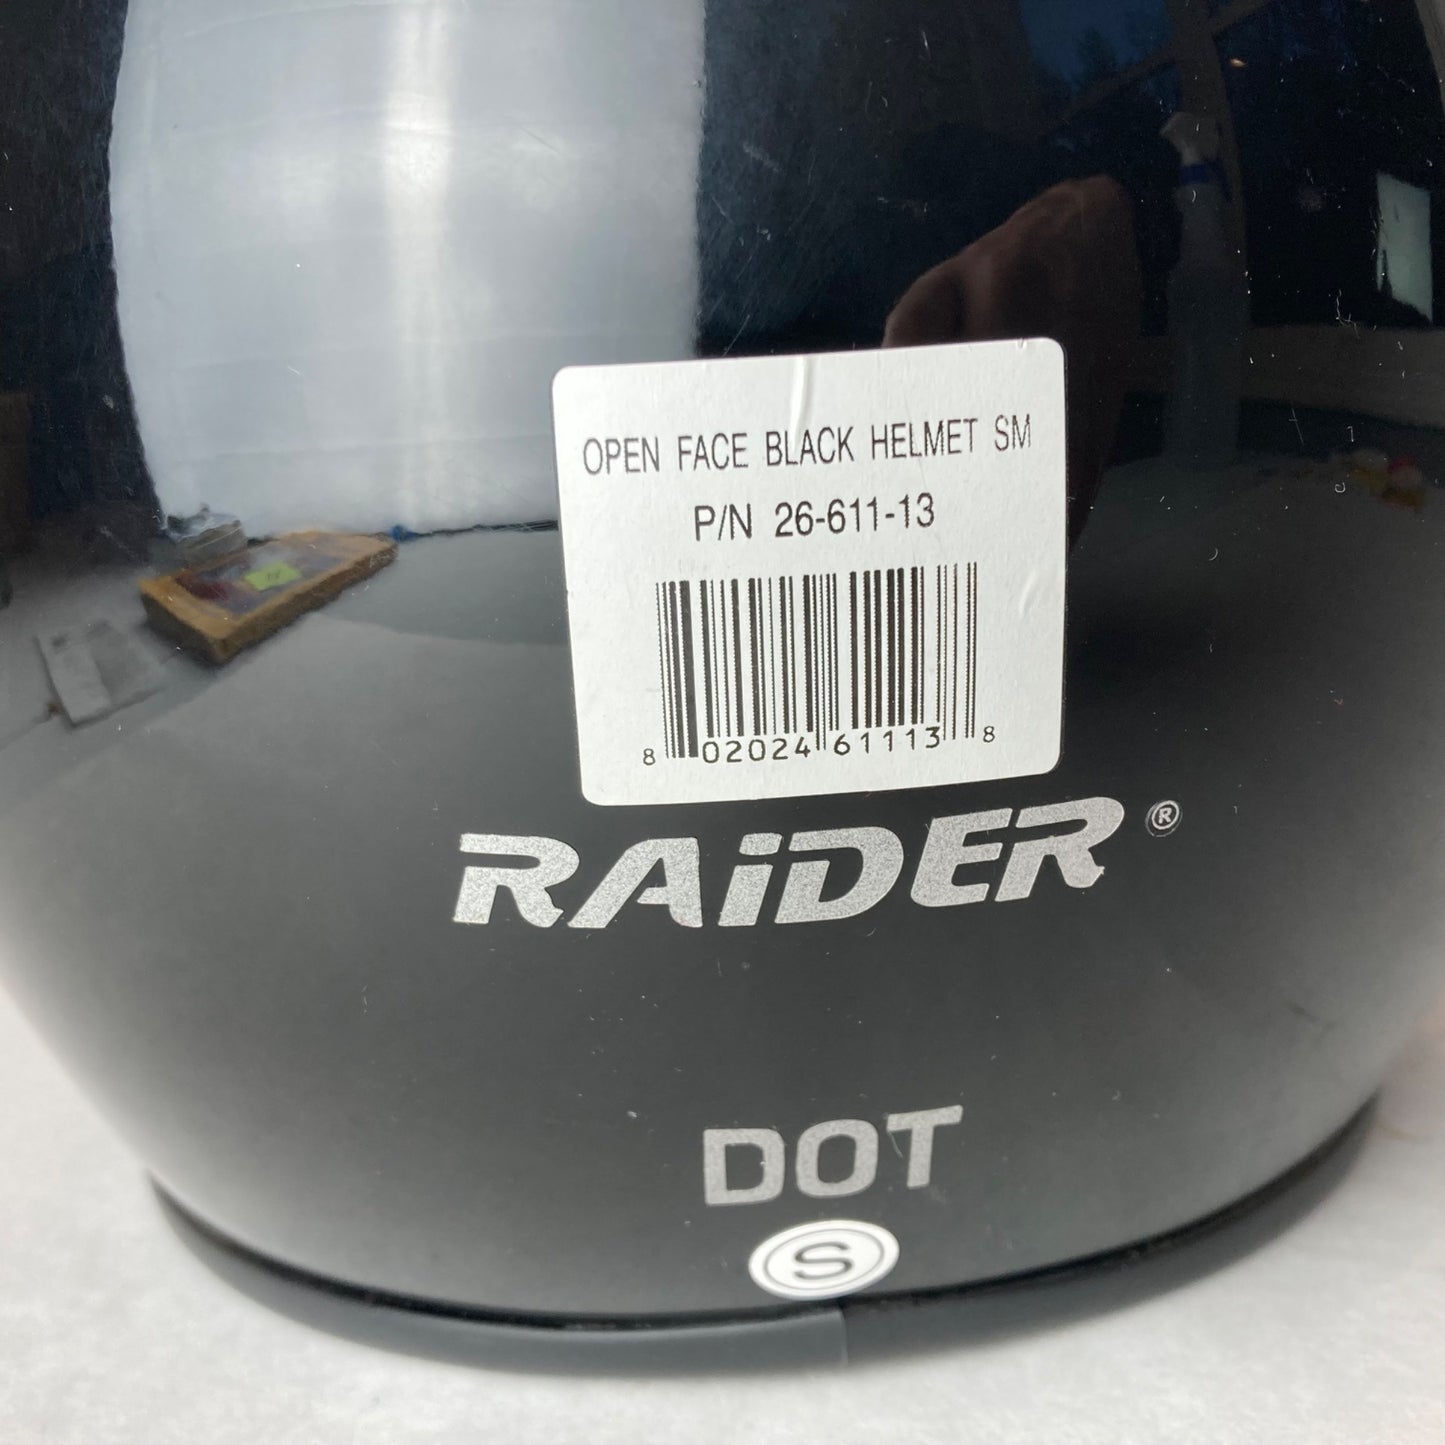 OPEN FACE BLACK HELMET SM
P/N 26-611-13
8 02024 61113 8
RAiDER ®
DOT
S